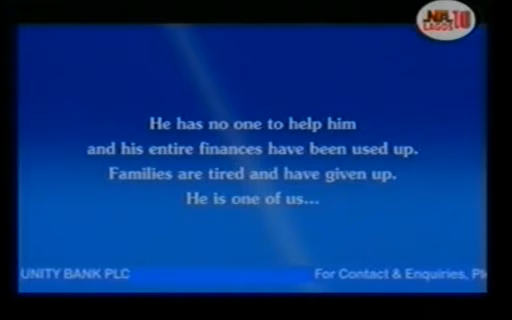 LAGOS
He has no one to help him
and his entire finances have been used up.
Families are tired and have given up.
He is one of us...
UNITY BANK PLC
For Contact & Enquiries,